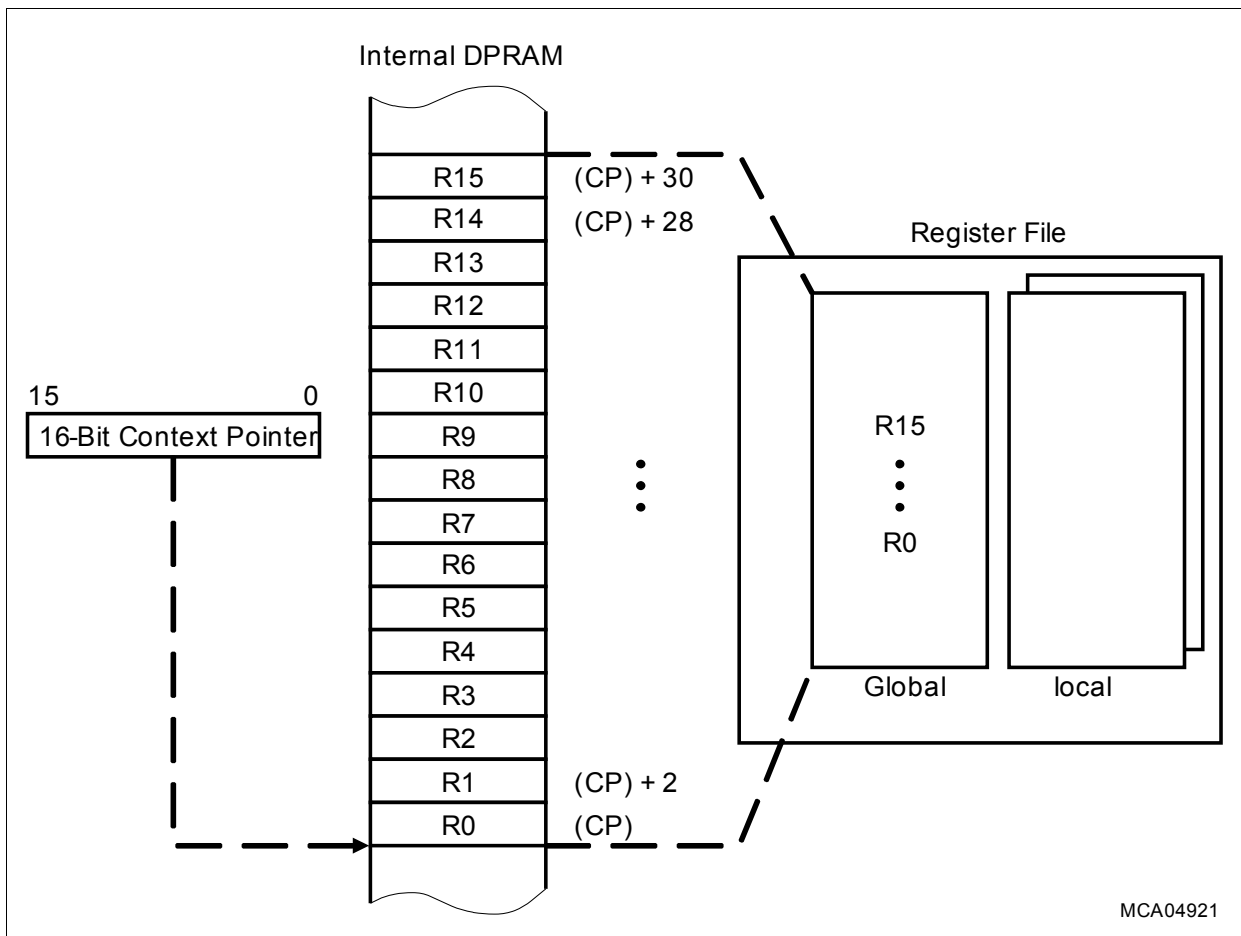 Internal DPRAM
R15 (CP) + 30
R14 (CP) + 28
R13
R12
R11
R10
R9
R8
R7
R6
R5
R4
R3
R2
R1 (CP) + 2
R0 (CP)
15 0
16-Bit Context Pointer
Register File
R15
R0
Global
local
MCA04921